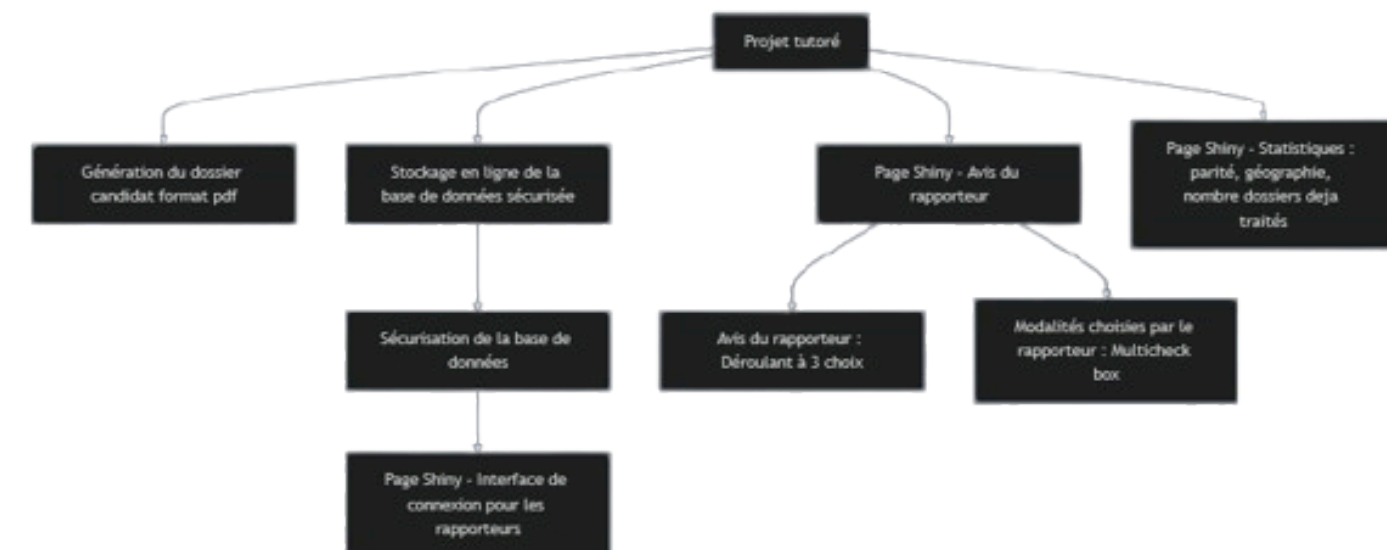 Projet tutoré
Génération du dossier
candidat format pdf
Stockage en ligne de la
base de données sécurisée
Page Shiny - Avis du
rapporteur
Page Shiny - Statistiques :
parité, géographie,
nombre dossiers deja
traités
Sécurisation de la base de
données
Avis du rapporteur :
Déroulant à 3 choix
Modalités choisies par le
rapporteur : Multicheck
box
Page Shiny - Interface de
connexion pour les
rapporteurs